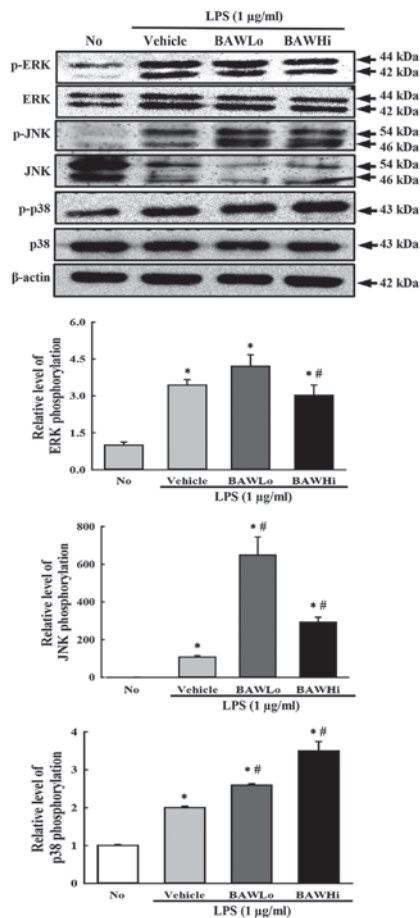 LPS (1 µg/ml)
No Vehicle BAWLo BAWHi
p-ERK 44 kDa
42 kDa
ERK 44 kDa
42 kDa
p-JNK 54 kDa
46 kDa
JNK 54 kDa
46 kDa
p-p38 43 kDa
p38 43 kDa
β-actin 42 kDa
Relative level of
ERK phosphorylation
6.0
4.5
3.0
1.5
0.0
* * * #
No Vehicle BAWLo BAWHi
LPS (1 µg/ml)
Relative level of
JNK phosphorylation
800
600
400
200
0
* * # * #
No Vehicle BAWLo BAWHi
LPS (1 µg/ml)
Relative level of
p38 phosphorylation
4
3
2
1
0
* * # * #
No Vehicle BAWLo BAWHi
LPS (1 µg/ml)